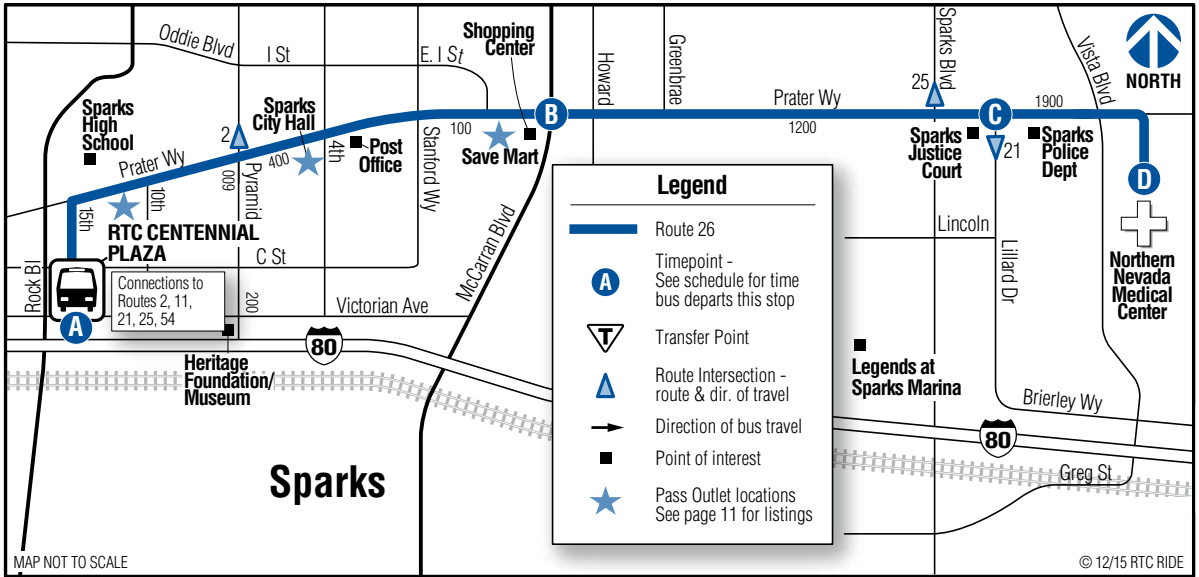 Oddie Blvd
I St
E. I St
Shopping
Center
Howard
Greenbrae
Sparks Blvd
Vista Blvd
NORTH
Sparks
High
School
2
Sparks
City Hall
4th
Post
Office
Stanford Wy
100
Save Mart
B
Prater Wy
1200
25
C
1900
Sparks
Justice
Court
21
Sparks
Police
Dept
D
Prater Wy
400
600
Pyramid
10th
15th
RTC CENTENNIAL
PLAZA
C St
McCarran Blvd
Rock Bl
A
Connections to
Routes 2, 11,
21, 25, 54
200
Victorian Ave
80
Heritage
Foundation/
Museum
Legend
Route 26
A
Timepoint -
See schedule for time
bus departs this stop
T
Transfer Point
Route Intersection -
route & dir. of travel
Direction of bus travel
Point of interest
Pass Outlet locations
See page 11 for listings
Lincoln
Lillard Dr
Northern
Nevada
Medical
Center
Legends at
Sparks Marina
Brierley Wy
80
Greg St
Sparks
MAP NOT TO SCALE
© 12/15 RTC RIDE